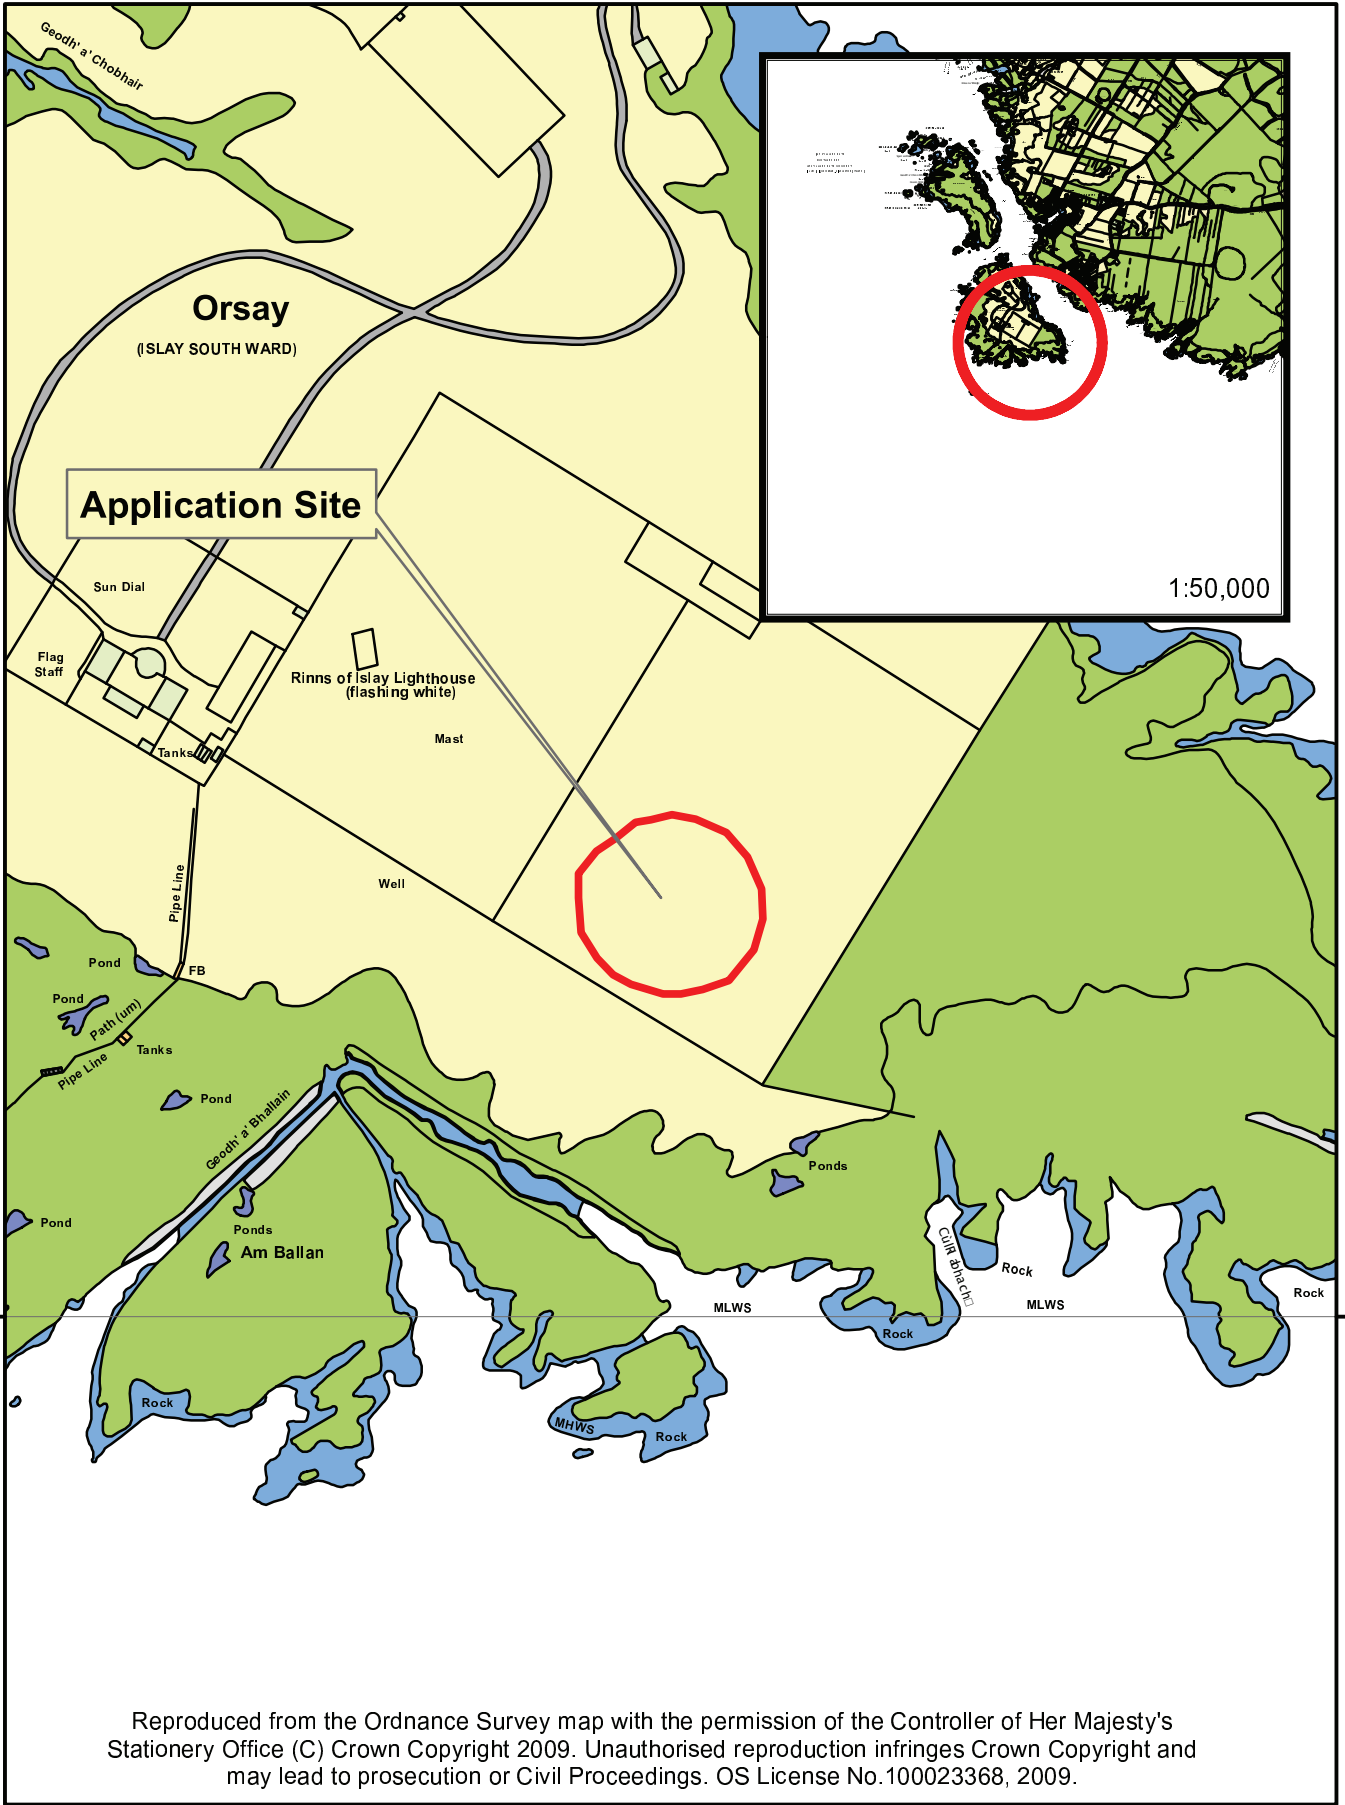 Geodh' a' Chobhair
Orsay
(ISLAY SOUTH WARD)
1:50,000
Application Site
Sun Dial
Flag
Staff
Rinns of Islay Lighthouse
(flashing white)
Mast
Tanks
Pipe Line
Well
Pond
FB
Pond
Path (um)
Tanks
Pipe Line
Pond
Geodh' a' Bhallain
Ponds
Pond
Ponds
Am Ballan
Rock
MLWS
MLWS
Rock
Rock
Rock
MHWS
Rock
Reproduced from the Ordnance Survey map with the permission of the Controller of Her Majesty's
Stationery Office (C) Crown Copyright 2009. Unauthorised reproduction infringes Crown Copyright and
may lead to prosecution or Civil Proceedings. OS License No.100023368, 2009.